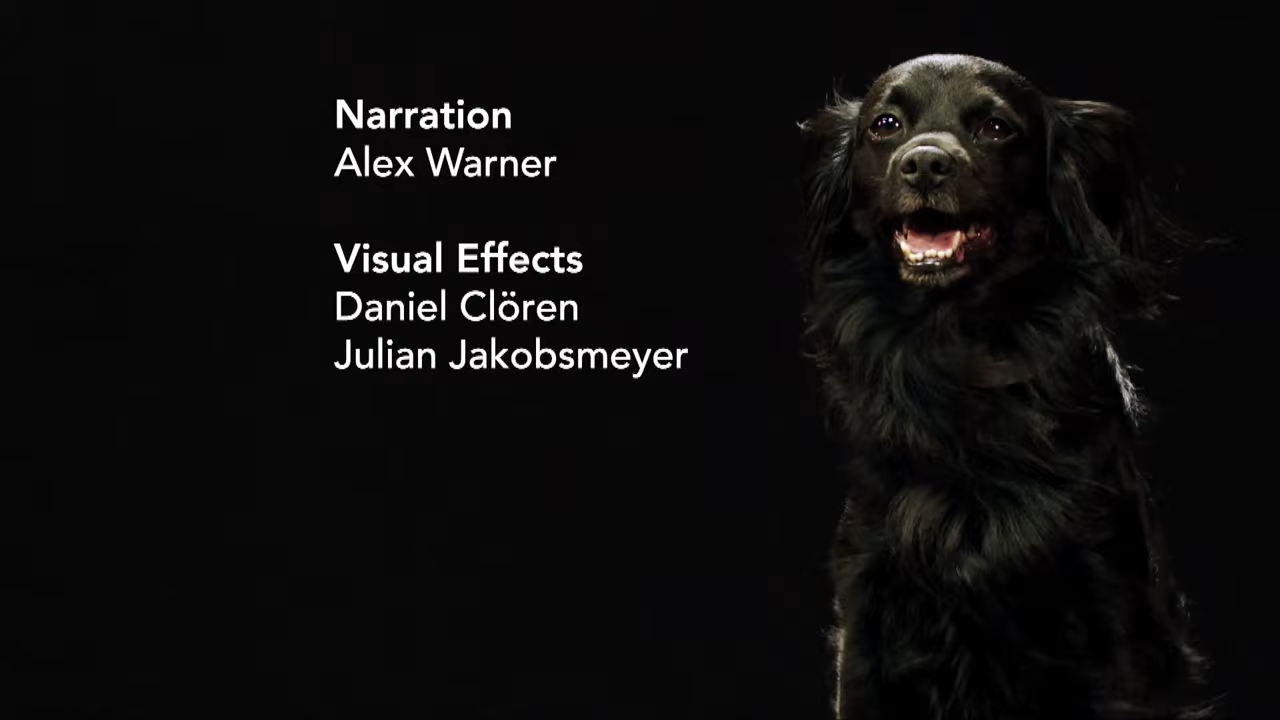 Narration
Alex Warner
Visual Effects
Daniel Clören
Julian Jakobsmeyer